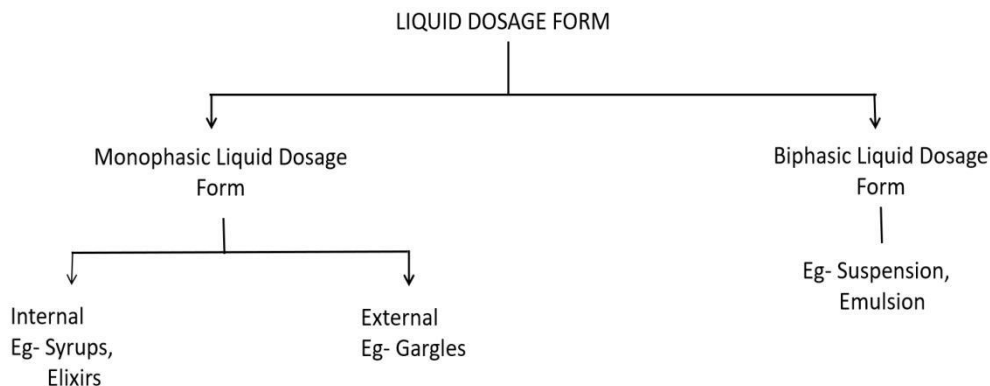 LIQUID DOSAGE FORM
Monophasic Liquid Dosage
Form
Biphasic Liquid Dosage
Form
Internal
Eg- Syrups,
Elixirs
External
Eg- Gargles
Eg- Suspension,
Emulsion